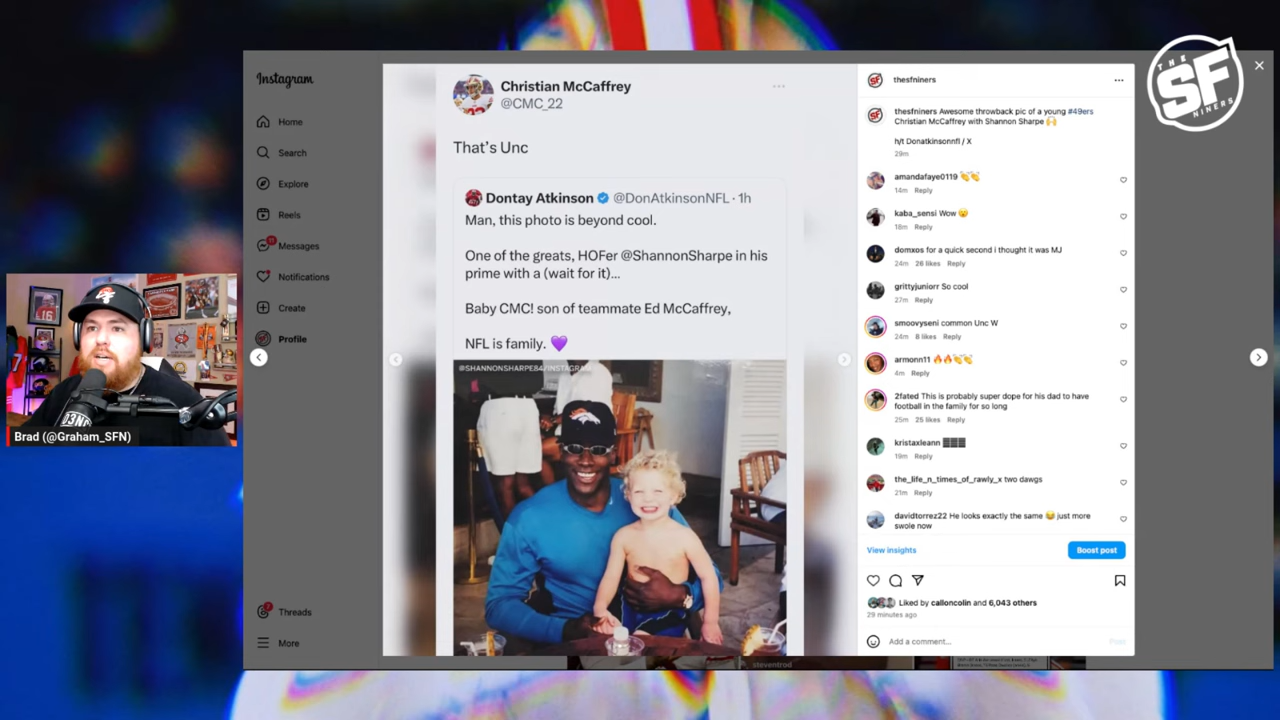 THE
SF
NINERS
Instagram
Home
Search
Explore
Reels
11
Messages
Notifications
Create
Profile
Threads
More
Brad (@Graham_SFN)
Christian McCaffrey
@CMC_22
That's Unc
Dontay Atkinson @DonAtkinsonNFL · 1h
Man, this photo is beyond cool.
One of the greats, HOFer @ShannonSharpe in his
prime with a (wait for it)...
Baby CMC! son of teammate Ed McCaffrey,
NFL is family. 💜
@SHANNONSHARPE84/INSTAGRAM
thesfniners
thesfniners Awesome throwback pic of a young #49ers
Christian McCaffrey with Shannon Sharpe 🙌
h/t Donatkinsonnfl / X
29m
amandafaye0119 👏👏
14m Reply
kaba_sensi Wow 😮
18m Reply
domxos for a quick second i thought it was MJ
24m 26 likes Reply
grittyjuniorr So cool
27m Reply
smoovyseni common Unc W
24m 8 likes Reply
armonn11 🔥🔥👏👏
4m Reply
2fated This is probably super dope for his dad to have
football in the family for so long
25m 25 likes Reply
kristaxleann
19m Reply
the_life_n_times_of_rawly_x two dawgs
21m Reply
davidtorrez22 He looks exactly the same 😂 just more
swole now
View insights
Boost post
Liked by calloncolin and 6,043 others
29 minutes ago
Add a comment...
Post
steventrod